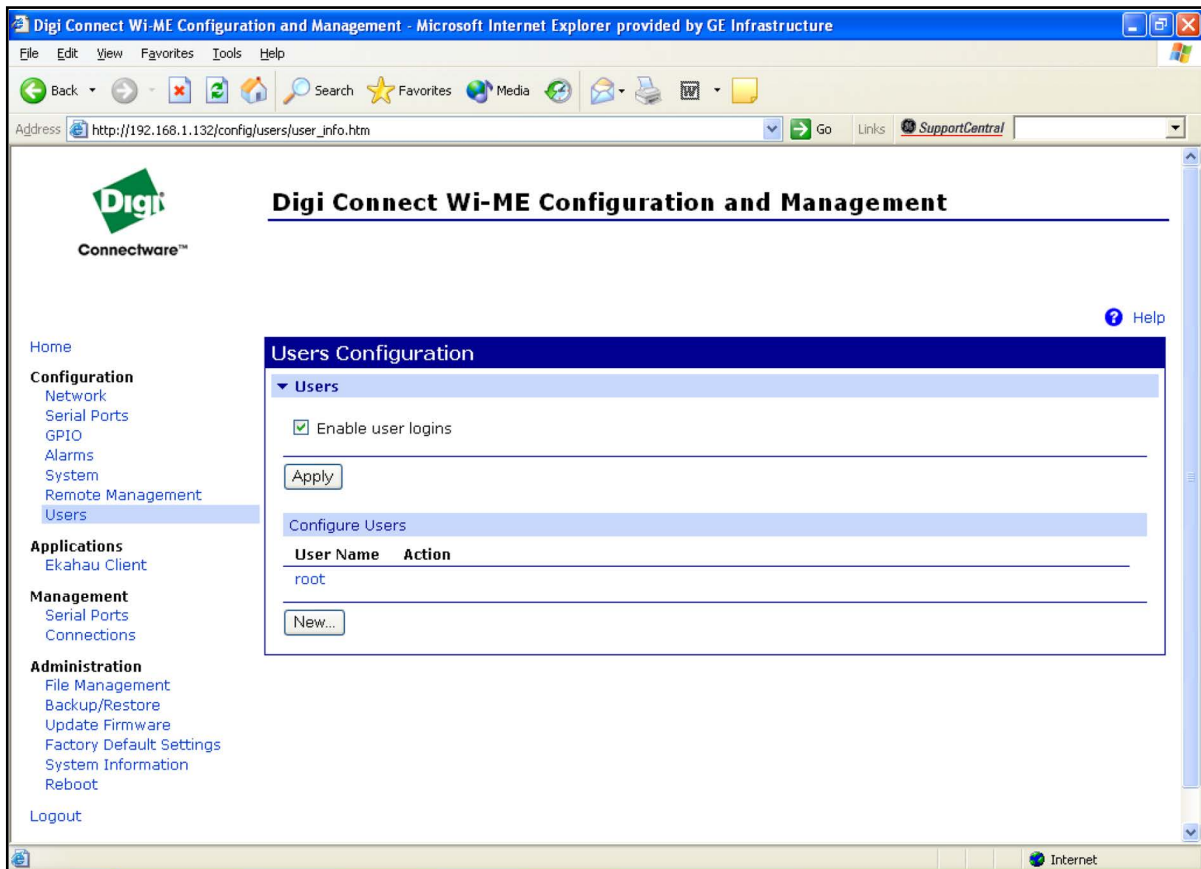 Digi Connect Wi-ME Configuration and Management - Microsoft Internet Explorer provided by GE Infrastructure
File Edit View Favorites Tools Help
Back Search Favorites Media
Address http://192.168.1.132/config/users/user_info.htm Go Links SupportCentral
Digi
Connectware™
Digi Connect Wi-ME Configuration and Management
Help
Home
Configuration
Network
Serial Ports
GPIO
Alarms
System
Remote Management
Users
Applications
Ekahau Client
Management
Serial Ports
Connections
Administration
File Management
Backup/Restore
Update Firmware
Factory Default Settings
System Information
Reboot
Logout
Users Configuration
Users
Enable user logins
Apply
Configure Users
User Name Action
root
New...
Internet